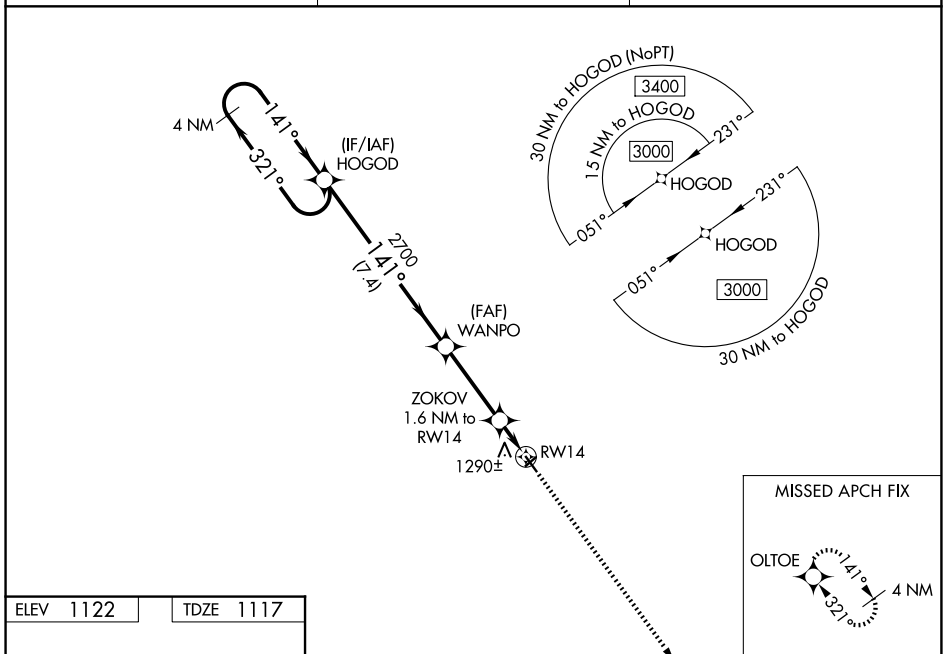 30 NM to HOGOD (NoPT)
3400
15 NM to HOGOD
3000
231°
HOGOD
051°
4 NM
141°
321°
(IF/IAF)
HOGOD
2700
141°
(7.4)
231°
HOGOD
051°
3000
30 NM to HOGOD
(FAF)
WANPO
ZOKOV
1.6 NM to
RW14
1290±
RW14
MISSED APCH FIX
OLTOE
141°
321°
4 NM
ELEV 1122
TDZE 1117